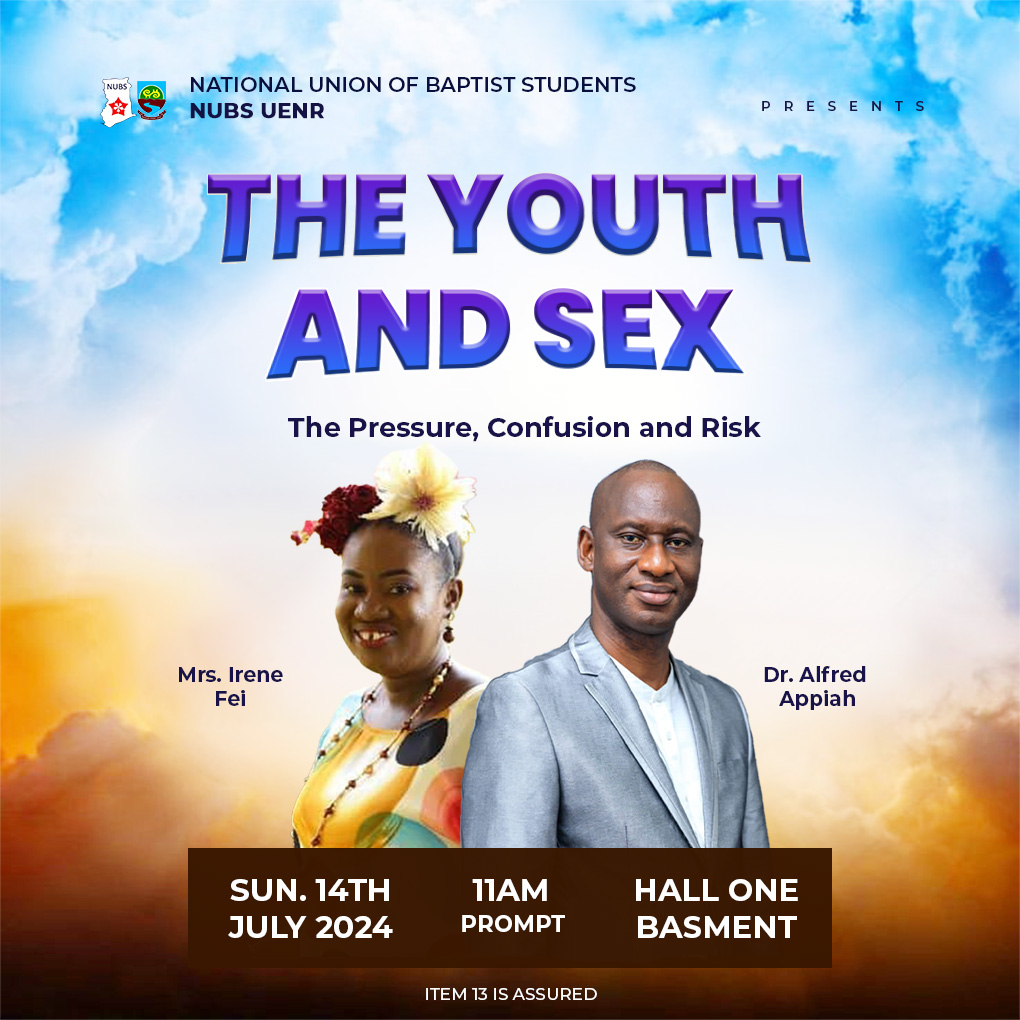 NUBS
NATIONAL UNION OF BAPTIST STUDENTS
NUBS UENR
PRESENTS
THE YOUTH
AND SEX
The Pressure, Confusion and Risk
Mrs. Irene
Fei
Dr. Alfred
Appiah
SUN. 14TH
JULY 2024
11AM
PROMPT
HALL ONE
BASMENT
ITEM 13 IS ASSURED